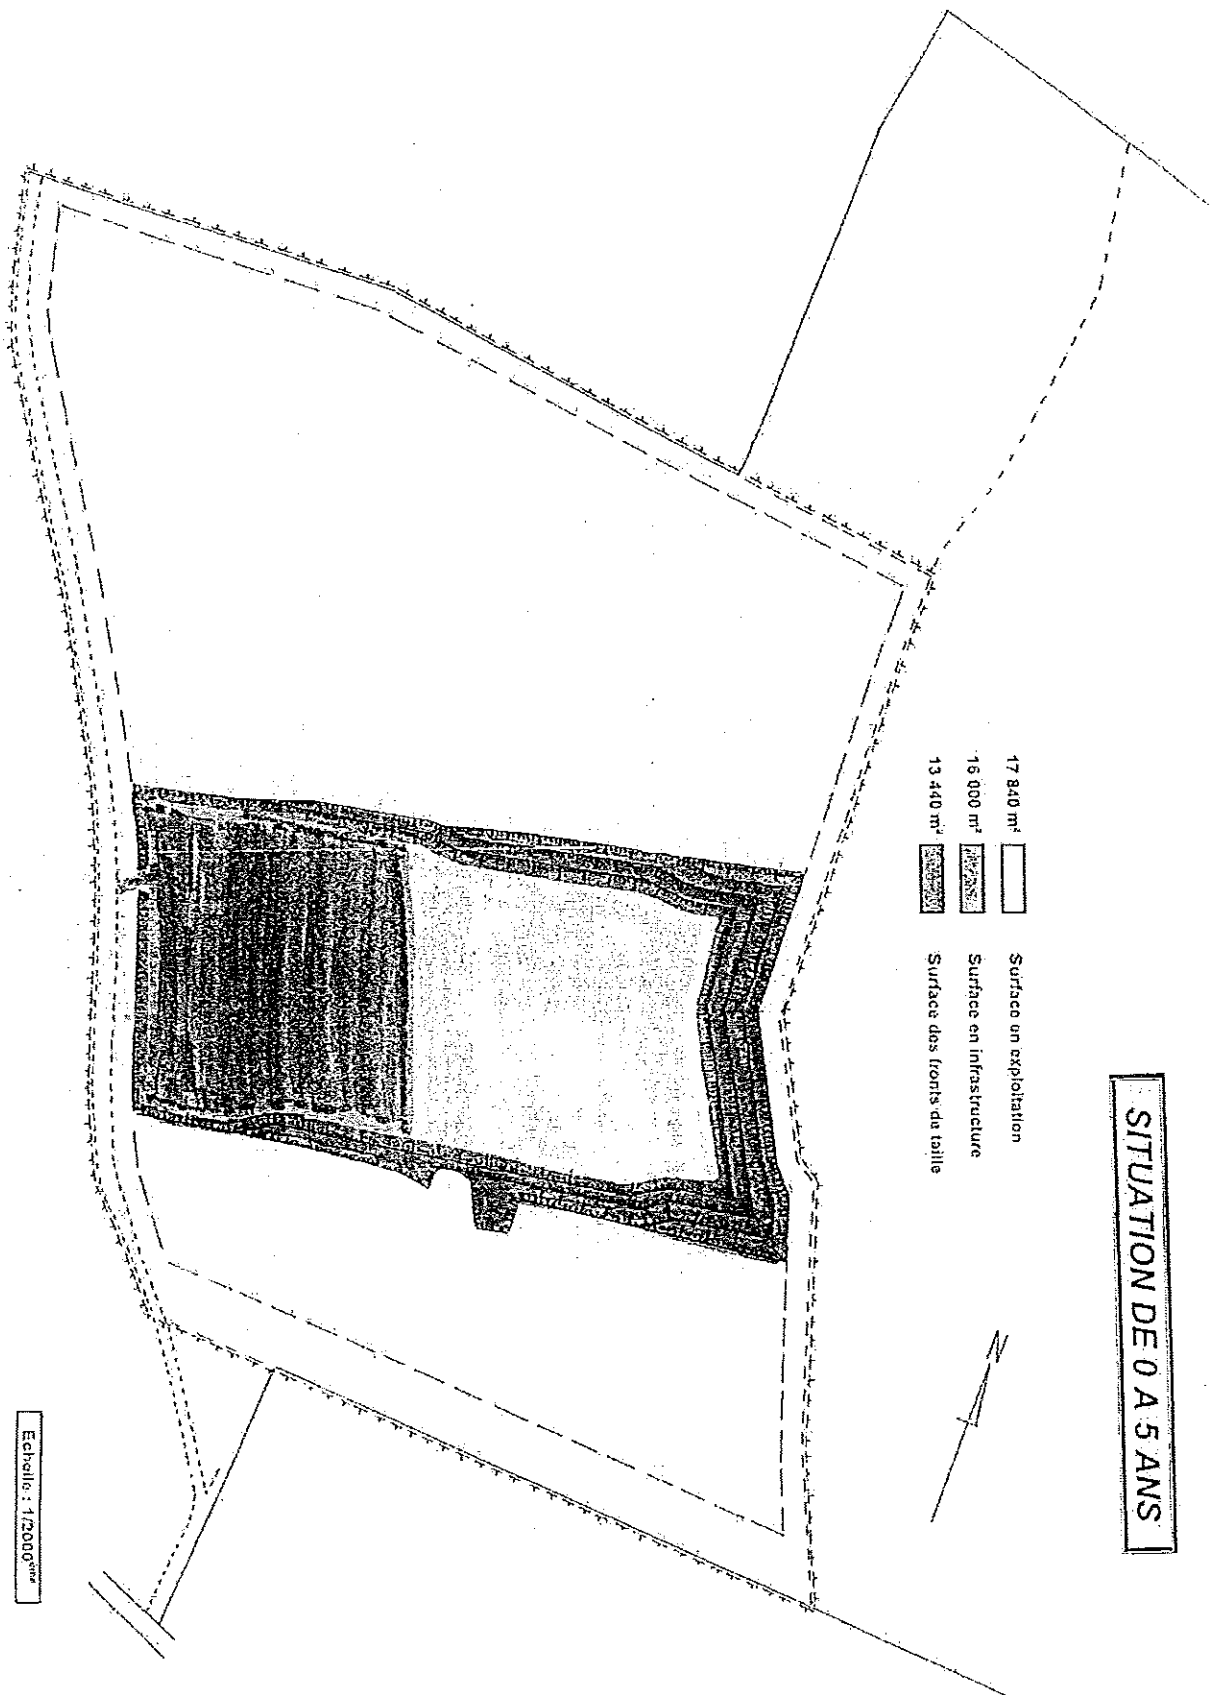 SITUATION DE 0 A 5 ANS
17 840 m² Surface en exploitation
16 000 m² Surface en infrastructure
13 440 m² Surface des fronts de taille
N
Echelle : 1/2000ème